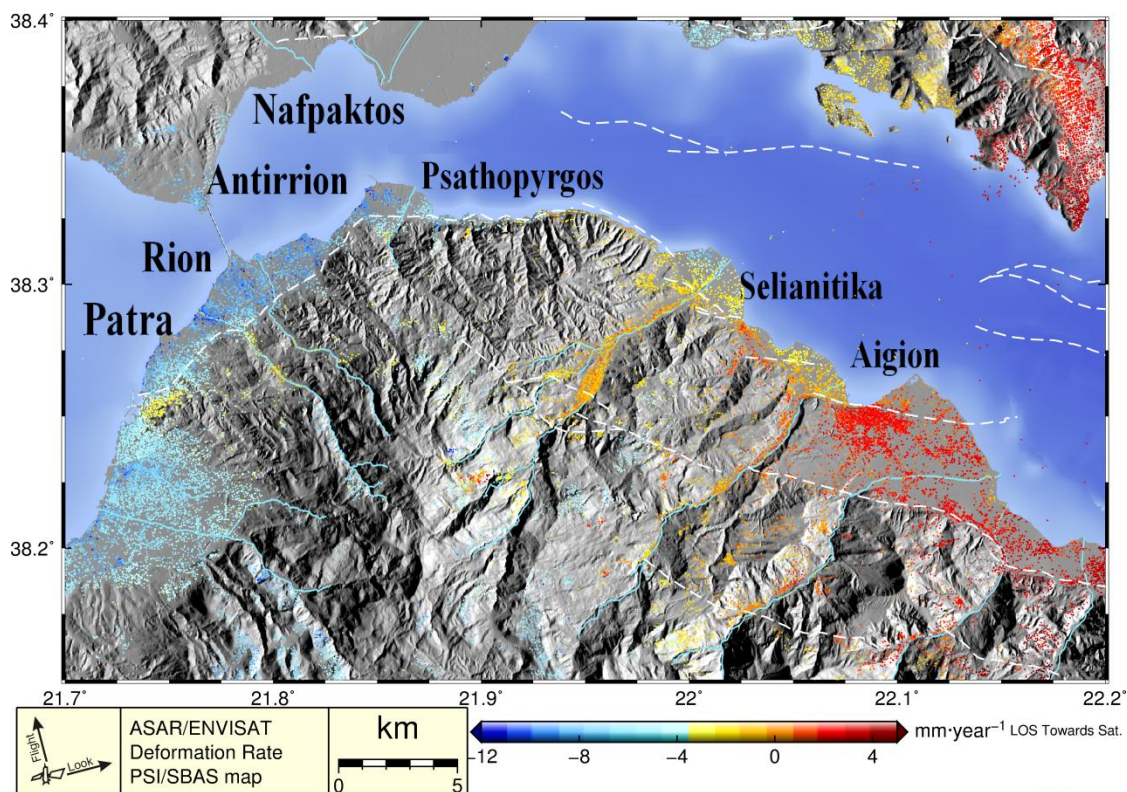 38.4°
Nafpaktos
Antirrion
Psathopyrgos
Rion
38.3°
Selianitika
Patra
Aigion
38.2°
21.7° 21.8° 21.9° 22° 22.1° 22.2°
Flight
Look
ASAR/ENVISAT
Deformation Rate
PSI/SBAS map
km
0 5
-12 -8 -4 0 4
mm·year⁻¹ LOS Towards Sat.